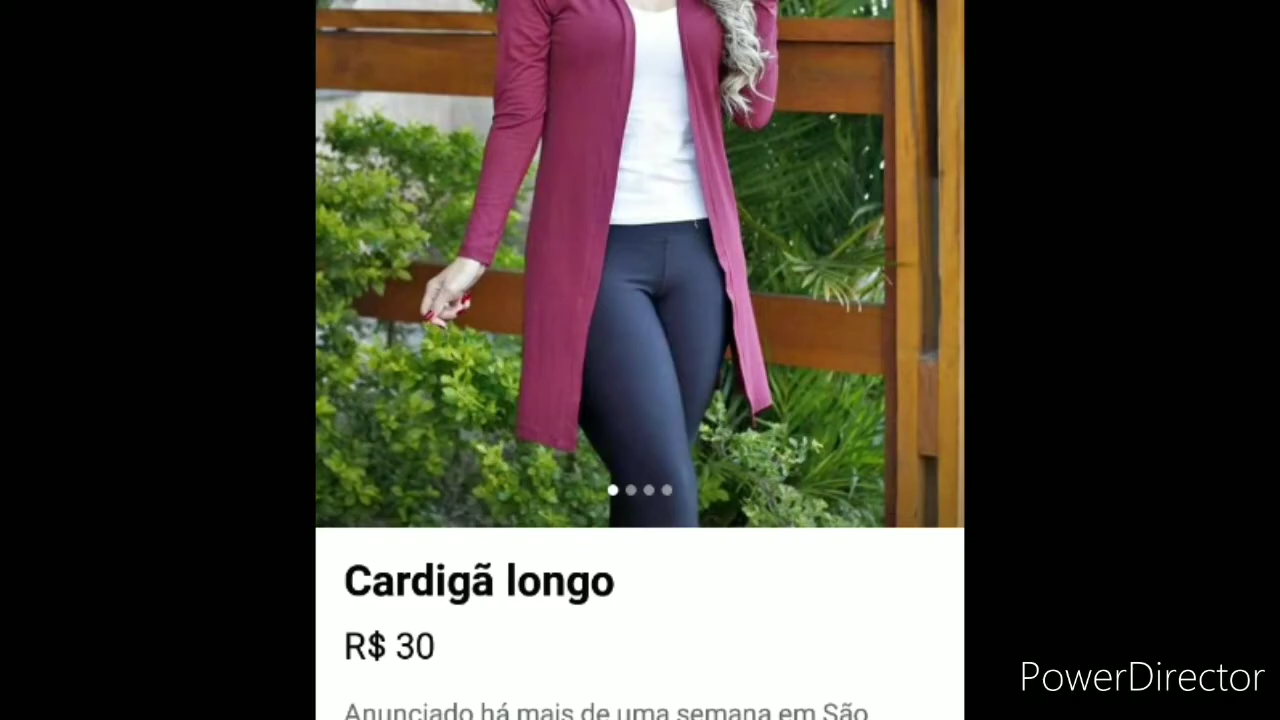 Cardigã longo
R$ 30
Anunciado há mais de uma semana em São
PowerDirector